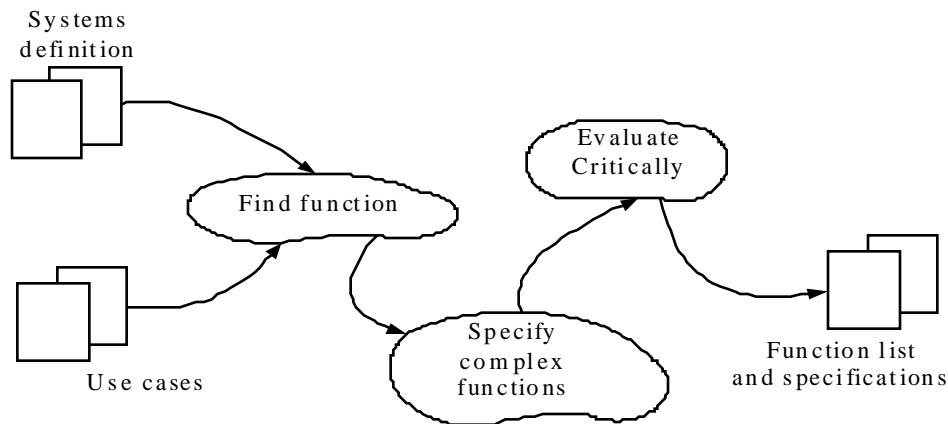 Systems
definition
Find function
Use cases
Specify
complex
functions
Evaluate
Critically
Function list
and specifications